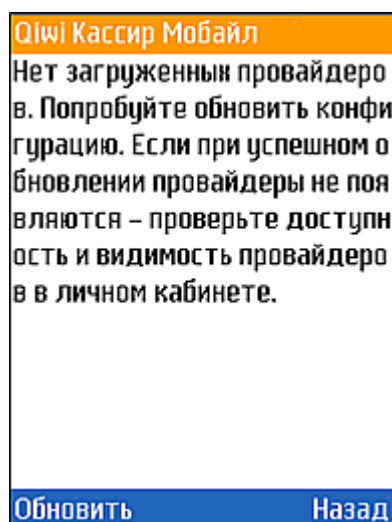 Qiwi Кассир Мобайл
Нет загруженных провайдеро
в. Попробуйте обновить конфи
гурацию. Если при успешном о
бновлении провайдеры не поя
вляются – проверьте доступн
ость и видимость провайдеро
в в личном кабинете.
Обновить Назад